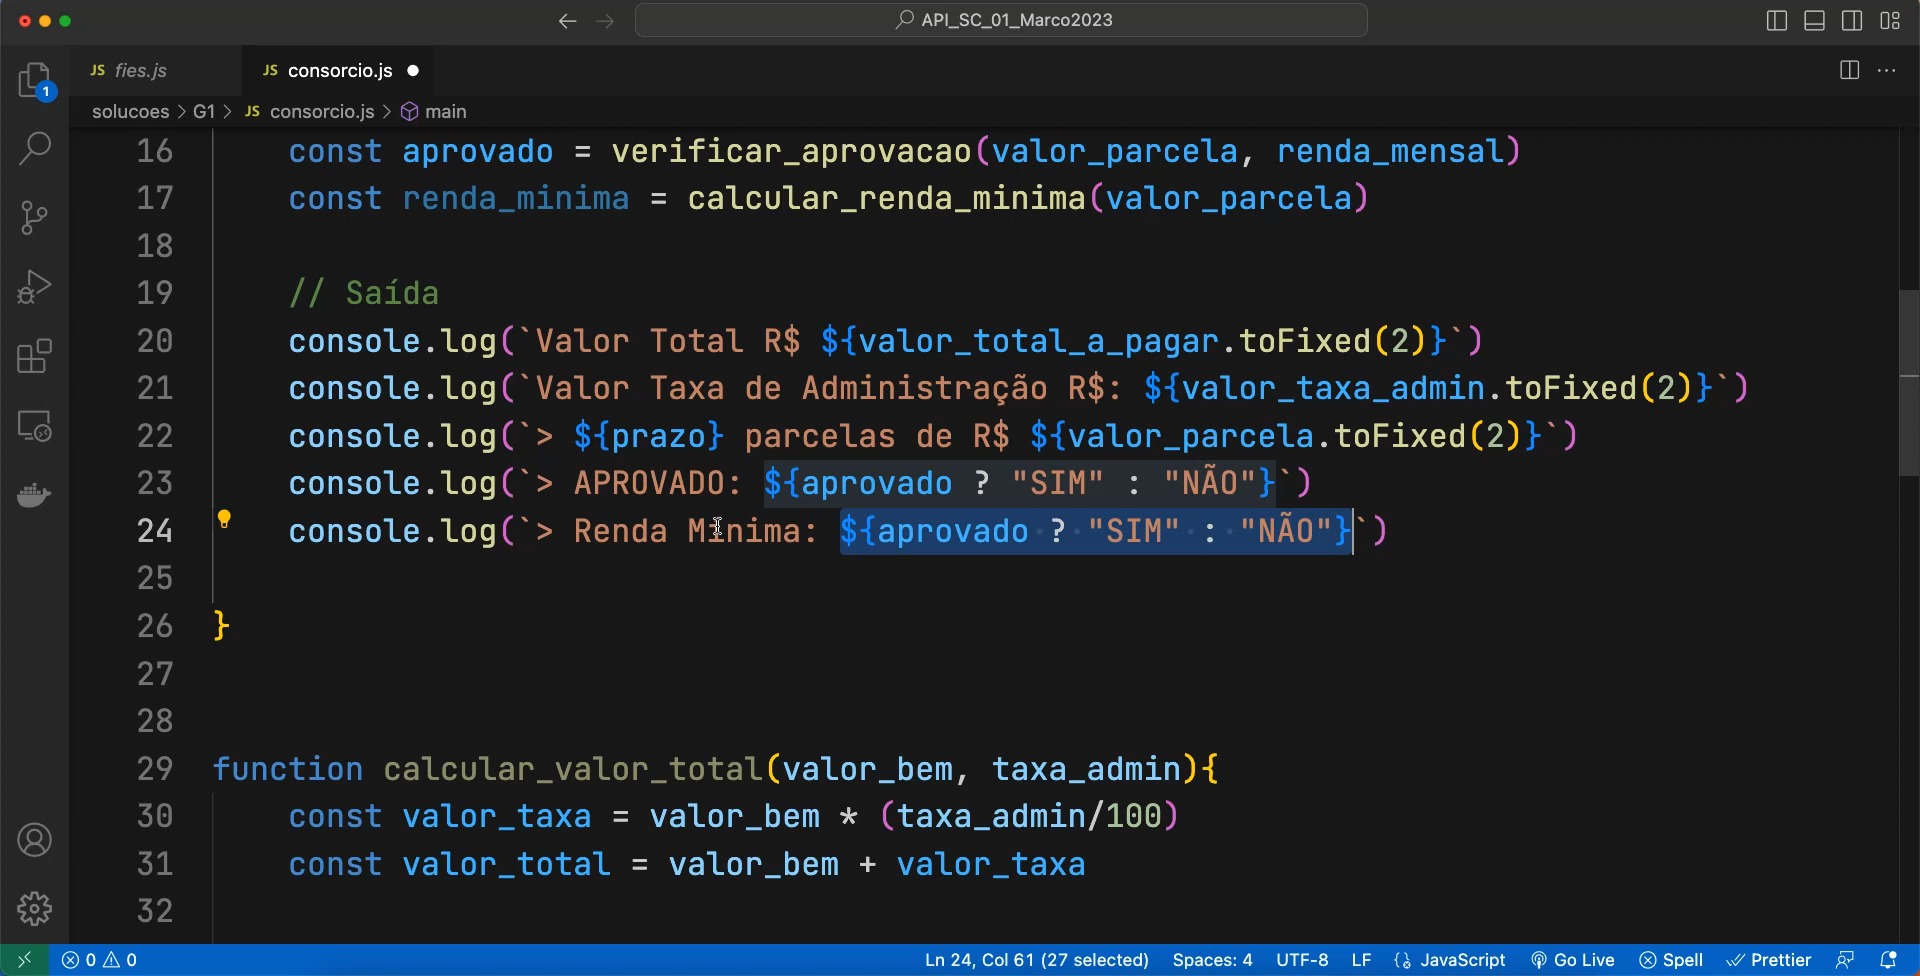 API_SC_01_Marco2023
JS fies.js
JS consorcio.js
1
solucoes > G1 > JS consorcio.js > main
16 const aprovado = verificar_aprovacao(valor_parcela, renda_mensal)
17 const renda_minima = calcular_renda_minima(valor_parcela)
18
19 // Saída
20 console.log(`Valor Total R$ ${valor_total_a_pagar.toFixed(2)}`)
21 console.log(`Valor Taxa de Administração R$: ${valor_taxa_admin.toFixed(2)}`)
22 console.log(`> ${prazo} parcelas de R$ ${valor_parcela.toFixed(2)}`)
23 console.log(`> APROVADO: ${aprovado ? "SIM" : "NÃO"}`)
24 console.log(`> Renda Mínima: ${aprovado ? "SIM" : "NÃO"}`)
25
26 }
27
28
29 function calcular_valor_total(valor_bem, taxa_admin){
30 const valor_taxa = valor_bem * (taxa_admin/100)
31 const valor_total = valor_bem + valor_taxa
32
0 0 Ln 24, Col 61 (27 selected) Spaces: 4 UTF-8 LF JavaScript Go Live Spell Prettier